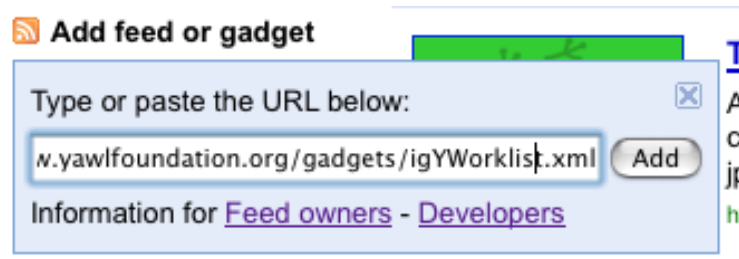 Add feed or gadget
Type or paste the URL below:
w.yawlfoundation.org/gadgets/igYWorklist.xml
Add
Information for Feed owners - Developers